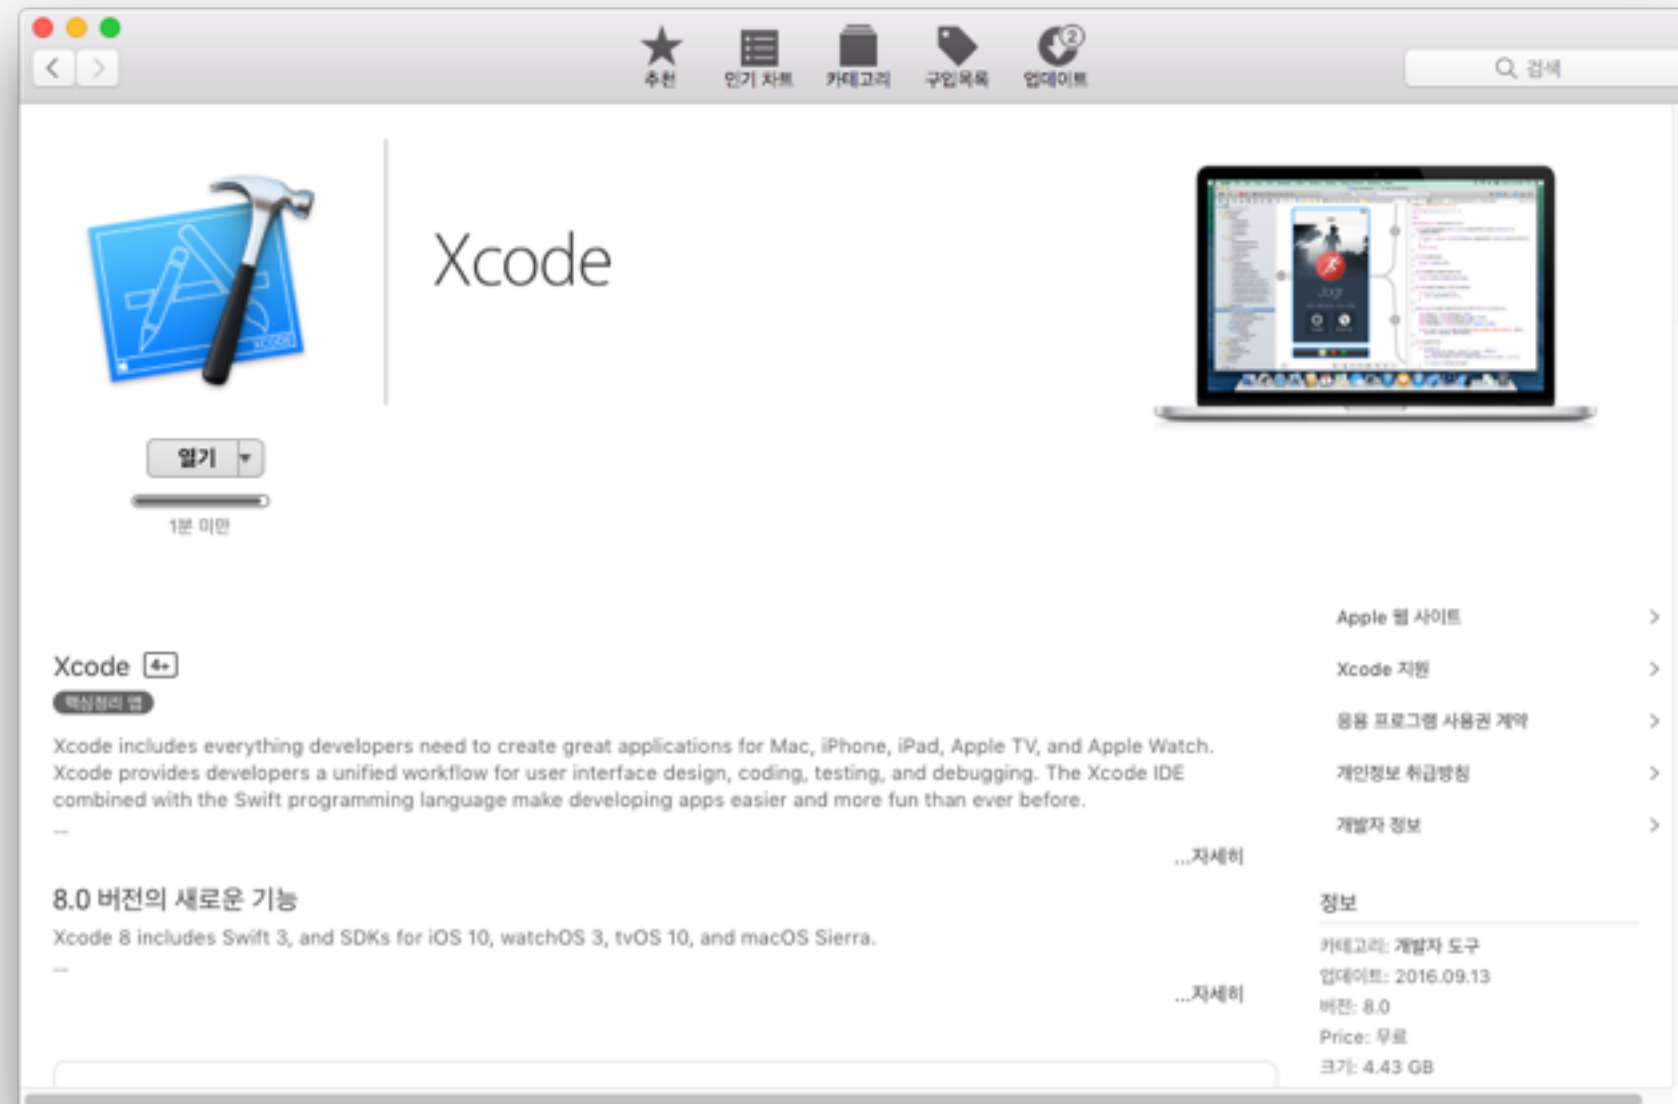 추천
인기 차트
카테고리
구입목록
2
업데이트
검색
XCODE
Xcode
Jogr
열기
1분 미만
Xcode 4+
핵심정리 앱
Xcode includes everything developers need to create great applications for Mac, iPhone, iPad, Apple TV, and Apple Watch.
Xcode provides developers a unified workflow for user interface design, coding, testing, and debugging. The Xcode IDE
combined with the Swift programming language make developing apps easier and more fun than ever before.
...
...자세히
8.0 버전의 새로운 기능
Xcode 8 includes Swift 3, and SDKs for iOS 10, watchOS 3, tvOS 10, and macOS Sierra.
...
...자세히
Apple 웹 사이트
Xcode 지원
응용 프로그램 사용권 계약
개인정보 취급방침
개발자 정보
정보
카테고리: 개발자 도구
업데이트: 2016.09.13
버전: 8.0
Price: 무료
크기: 4.43 GB